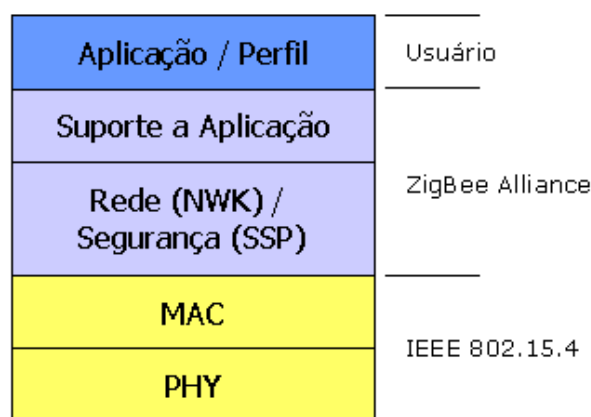 Aplicação / Perfil
Usuário
Suporte a Aplicação
Rede (NWK) /
Segurança (SSP)
ZigBee Alliance
MAC
PHY
IEEE 802.15.4